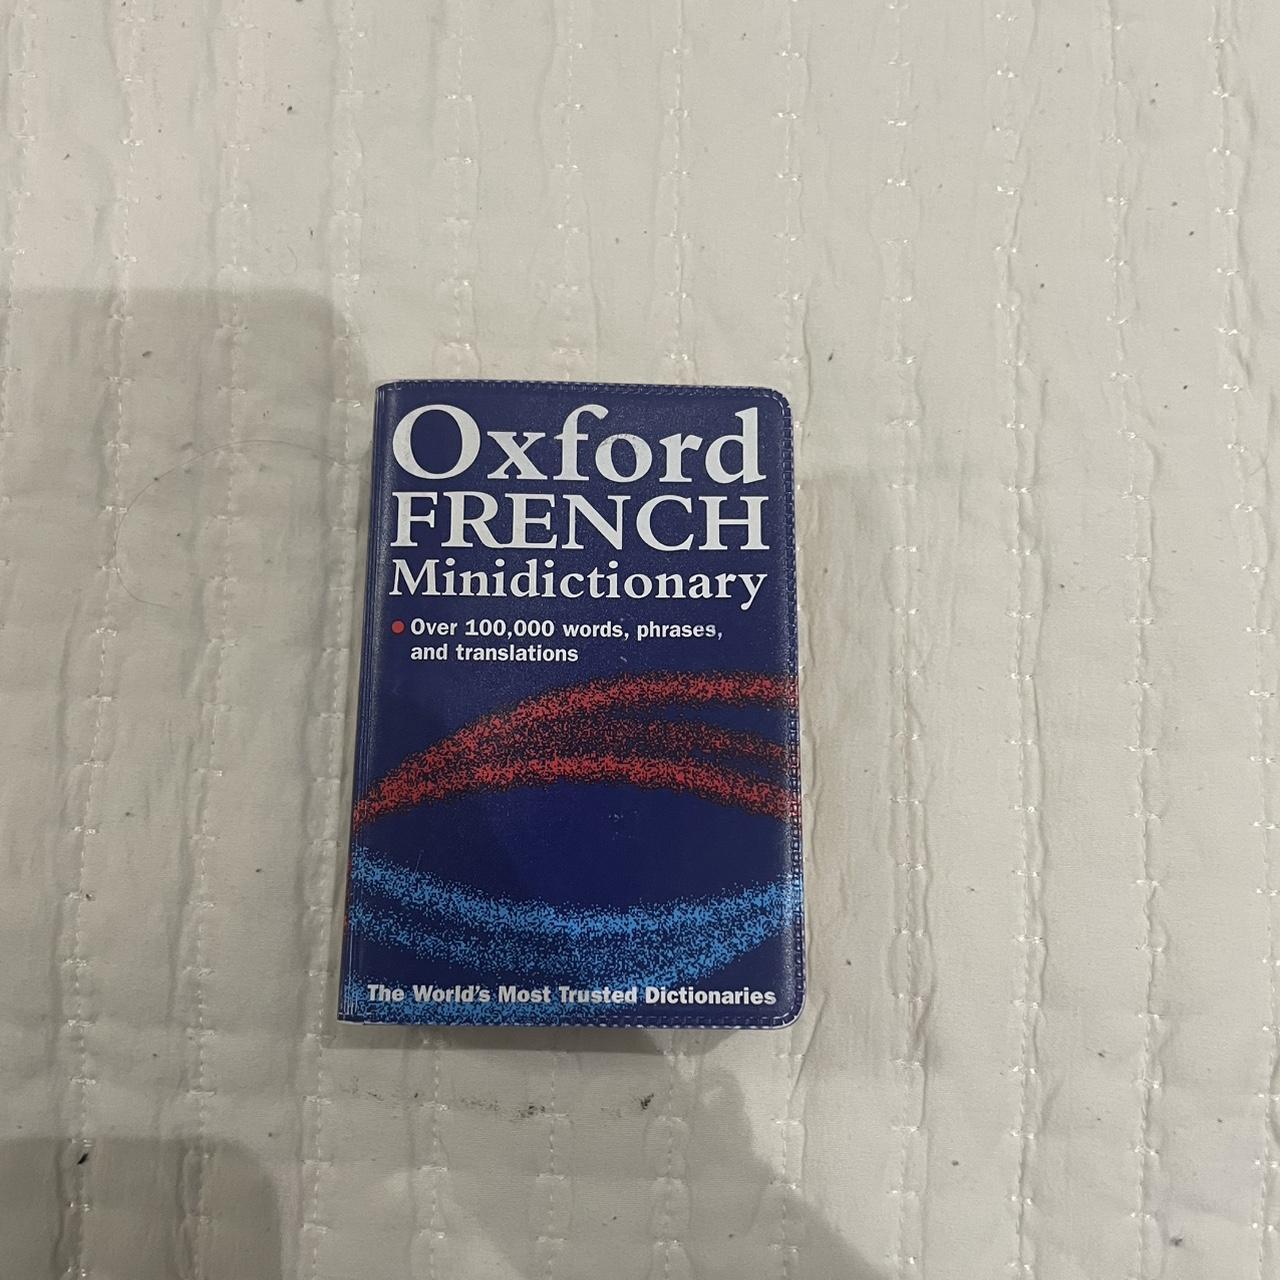 Oxford
FRENCH
Minidictionary
Over 100,000 words, phrases,
and translations
The World's Most Trusted Dictionaries